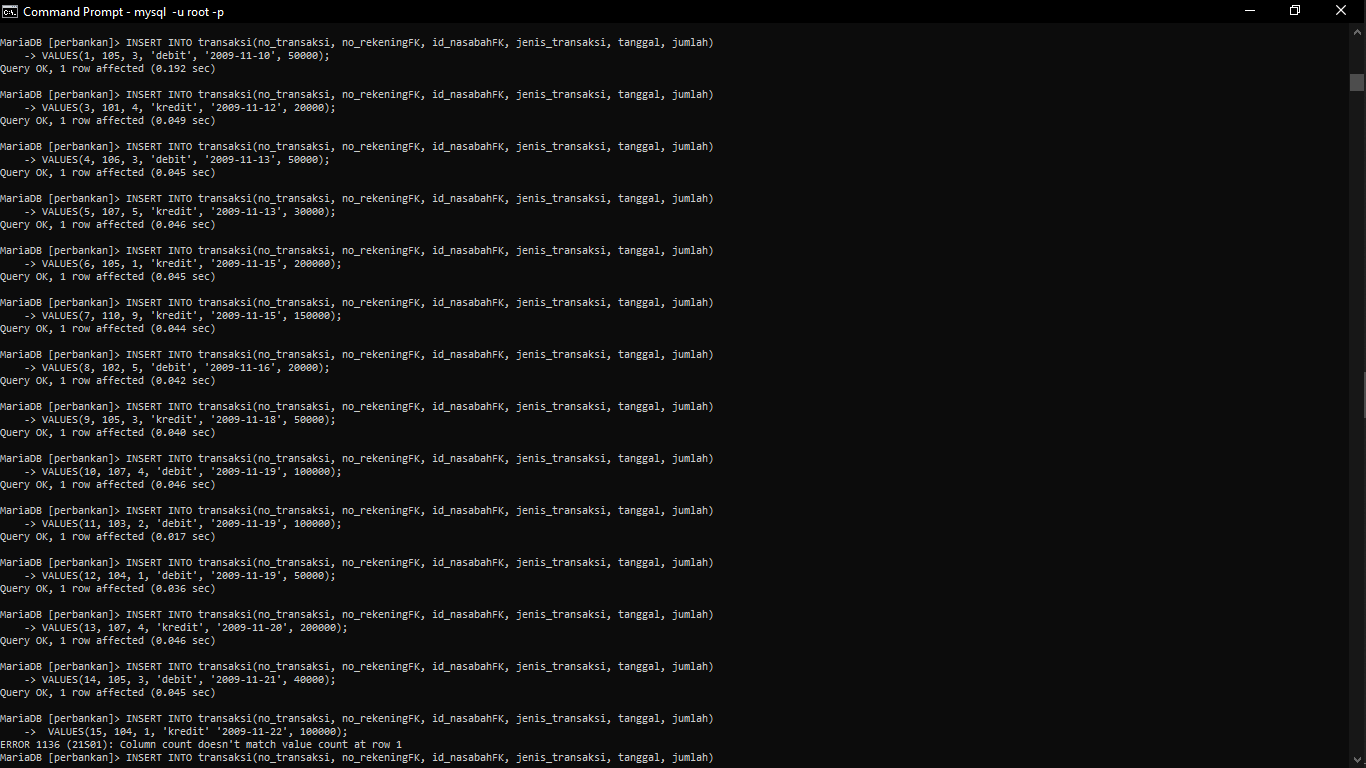 Command Prompt - mysql  -u root -p
MariaDB [perbankan]> INSERT INTO transaksi(no_transaksi, no_rekeningFK, id_nasabahFK, jenis_transaksi, tanggal, jumlah)
    -> VALUES(1, 105, 3, 'debit', '2009-11-10', 50000);
Query OK, 1 row affected (0.192 sec)
MariaDB [perbankan]> INSERT INTO transaksi(no_transaksi, no_rekeningFK, id_nasabahFK, jenis_transaksi, tanggal, jumlah)
    -> VALUES(3, 101, 4, 'kredit', '2009-11-12', 20000);
Query OK, 1 row affected (0.049 sec)
MariaDB [perbankan]> INSERT INTO transaksi(no_transaksi, no_rekeningFK, id_nasabahFK, jenis_transaksi, tanggal, jumlah)
    -> VALUES(4, 106, 3, 'debit', '2009-11-13', 50000);
Query OK, 1 row affected (0.045 sec)
MariaDB [perbankan]> INSERT INTO transaksi(no_transaksi, no_rekeningFK, id_nasabahFK, jenis_transaksi, tanggal, jumlah)
    -> VALUES(5, 107, 5, 'kredit', '2009-11-13', 30000);
Query OK, 1 row affected (0.046 sec)
MariaDB [perbankan]> INSERT INTO transaksi(no_transaksi, no_rekeningFK, id_nasabahFK, jenis_transaksi, tanggal, jumlah)
    -> VALUES(6, 105, 1, 'kredit', '2009-11-15', 200000);
Query OK, 1 row affected (0.045 sec)
MariaDB [perbankan]> INSERT INTO transaksi(no_transaksi, no_rekeningFK, id_nasabahFK, jenis_transaksi, tanggal, jumlah)
    -> VALUES(7, 110, 9, 'kredit', '2009-11-15', 150000);
Query OK, 1 row affected (0.044 sec)
MariaDB [perbankan]> INSERT INTO transaksi(no_transaksi, no_rekeningFK, id_nasabahFK, jenis_transaksi, tanggal, jumlah)
    -> VALUES(8, 102, 5, 'debit', '2009-11-16', 20000);
Query OK, 1 row affected (0.042 sec)
MariaDB [perbankan]> INSERT INTO transaksi(no_transaksi, no_rekeningFK, id_nasabahFK, jenis_transaksi, tanggal, jumlah)
    -> VALUES(9, 105, 3, 'kredit', '2009-11-18', 50000);
Query OK, 1 row affected (0.040 sec)
MariaDB [perbankan]> INSERT INTO transaksi(no_transaksi, no_rekeningFK, id_nasabahFK, jenis_transaksi, tanggal, jumlah)
    -> VALUES(10, 107, 4, 'debit', '2009-11-19', 100000);
Query OK, 1 row affected (0.046 sec)
MariaDB [perbankan]> INSERT INTO transaksi(no_transaksi, no_rekeningFK, id_nasabahFK, jenis_transaksi, tanggal, jumlah)
    -> VALUES(11, 103, 2, 'debit', '2009-11-19', 100000);
Query OK, 1 row affected (0.017 sec)
MariaDB [perbankan]> INSERT INTO transaksi(no_transaksi, no_rekeningFK, id_nasabahFK, jenis_transaksi, tanggal, jumlah)
    -> VALUES(12, 104, 1, 'debit', '2009-11-19', 50000);
Query OK, 1 row affected (0.036 sec)
MariaDB [perbankan]> INSERT INTO transaksi(no_transaksi, no_rekeningFK, id_nasabahFK, jenis_transaksi, tanggal, jumlah)
    -> VALUES(13, 107, 4, 'kredit', '2009-11-20', 200000);
Query OK, 1 row affected (0.046 sec)
MariaDB [perbankan]> INSERT INTO transaksi(no_transaksi, no_rekeningFK, id_nasabahFK, jenis_transaksi, tanggal, jumlah)
    -> VALUES(14, 105, 3, 'debit', '2009-11-21', 40000);
Query OK, 1 row affected (0.045 sec)
MariaDB [perbankan]> INSERT INTO transaksi(no_transaksi, no_rekeningFK, id_nasabahFK, jenis_transaksi, tanggal, jumlah)
    ->  VALUES(15, 104, 1, 'kredit' '2009-11-22', 100000);
ERROR 1136 (21S01): Column count doesn't match value count at row 1
MariaDB [perbankan]> INSERT INTO transaksi(no_transaksi, no_rekeningFK, id_nasabahFK, jenis_transaksi, tanggal, jumlah)